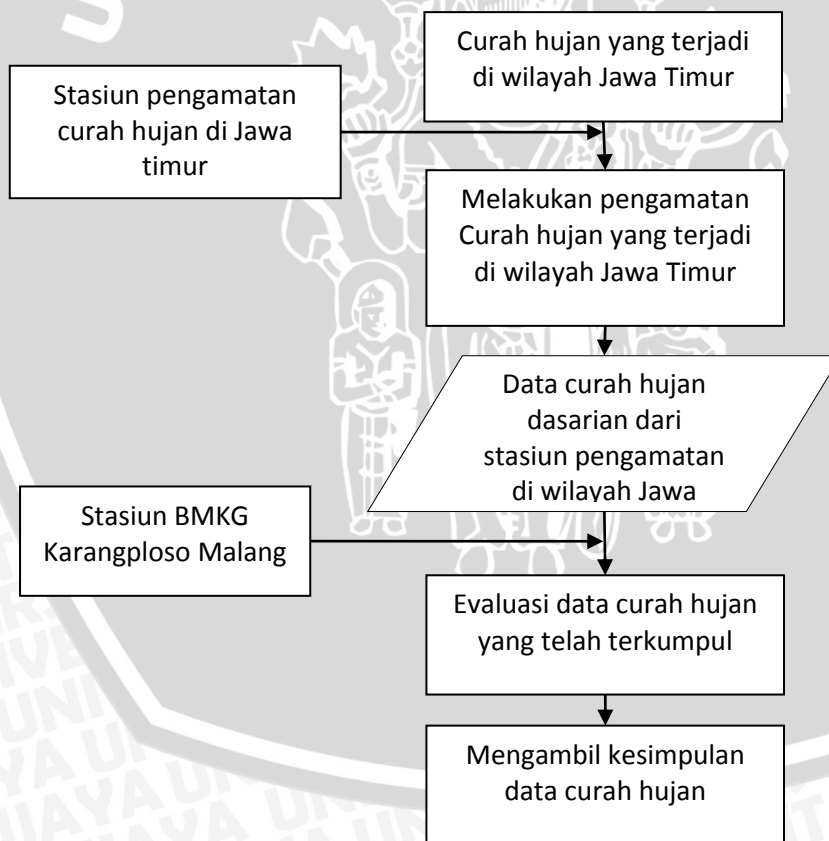 Curah hujan yang terjadi
di wilayah Jawa Timur
Stasiun pengamatan
curah hujan di Jawa
timur
Melakukan pengamatan
Curah hujan yang terjadi
di wilayah Jawa Timur
Data curah hujan
dasarian dari
stasiun pengamatan
di wilayah Jawa
Stasiun BMKG
Karangploso Malang
Evaluasi data curah hujan
yang telah terkumpul
Mengambil kesimpulan
data curah hujan